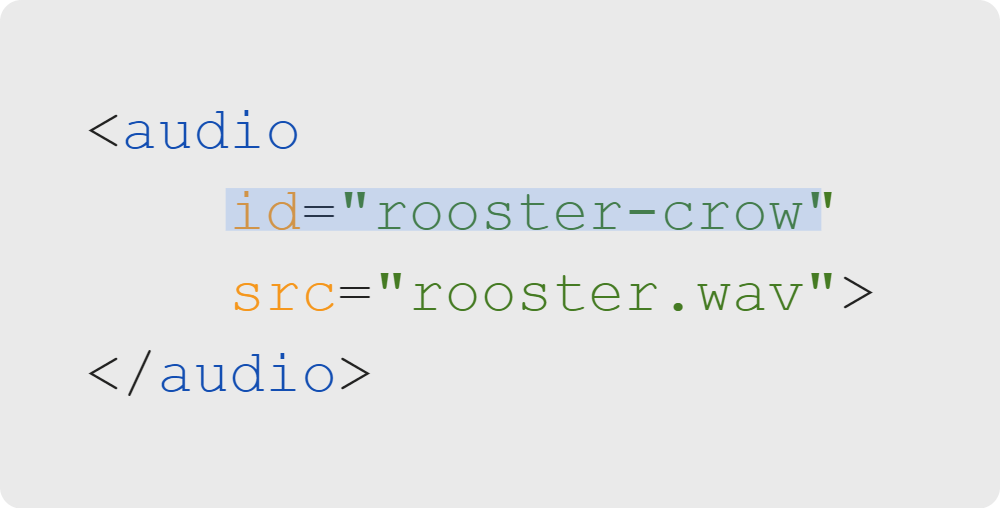 <audio
id="rooster-crow"
src="rooster.wav">
</audio>